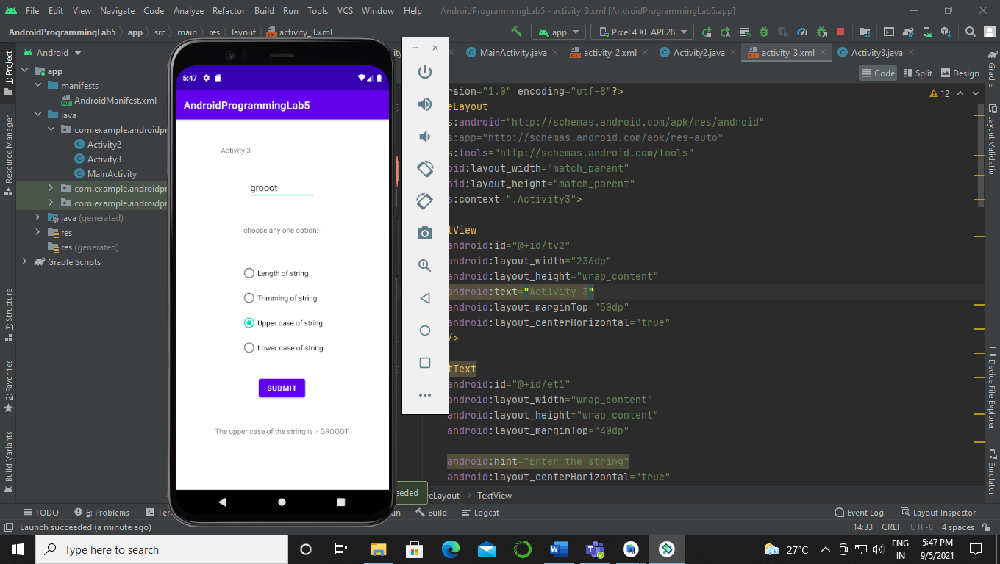 File Edit View Navigate Code Analyze Refactor Build Run Tools VCS Window Help AndroidProgrammingLab5 - activity_3.xml [AndroidProgrammingLab5.app]
AndroidProgrammingLab5 app src main res layout activity_3.xml app Pixel 4 XL API 28
1: Project
Resource Manager
7: Structure
2: Favorites
Build Variants
Android
app
manifests
AndroidManifest.xml
java
com.example.androidpr
Activity2
Activity3
MainActivity
com.example.androidpr
com.example.androidpr
java (generated)
res
res (generated)
Gradle Scripts
5:47
AndroidProgrammingLab5
Activity 3
grooot
choose any one option:-
Length of string
Trimming of string
Upper case of string
Lower case of string
SUBMIT
The upper case of the string is :- GROOOT
MainActivity.java activity_2.xml Activity2.java activity_3.xml Activity3.java
Code Split Design
12
rsion="1.0" encoding="utf-8"?>
eLayout
s:android="http://schemas.android.com/apk/res/android"
s:app="http://schemas.android.com/apk/res-auto"
s:tools="http://schemas.android.com/tools"
oid:layout_width="match_parent"
oid:layout_height="match_parent"
s:context=".Activity3">
tView
android:id="@+id/tv2"
android:layout_width="236dp"
android:layout_height="wrap_content"
android:text="Activity 3"
android:layout_marginTop="50dp"
android:layout_centerHorizontal="true"
/>
tText
android:id="@+id/et1"
android:layout_width="wrap_content"
android:layout_height="wrap_content"
android:layout_marginTop="40dp"
android:hint="Enter the string"
android:layout_centerHorizontal="true"
eeded
eLayout TextView
Gradle
Layout Validation
Device File Explorer
Emulator
TODO 6: Problems Ter un Build Logcat Event Log Layout Inspector
Launch succeeded (a minute ago) 14:33 CRLF UTF-8 4 spaces
Type here to search 27°C ENG 5:47 PM
IN 9/5/2021